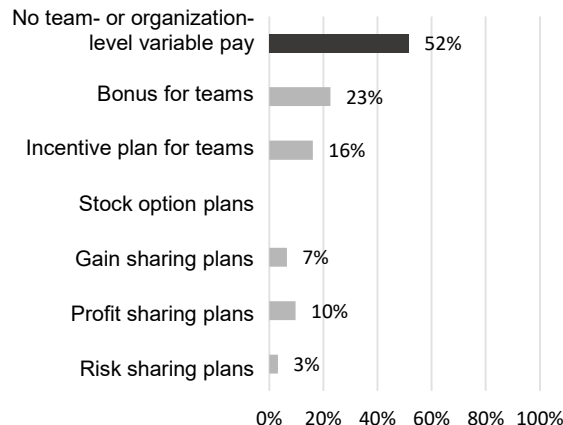 No team- or organization-
level variable pay
52%
Bonus for teams
23%
Incentive plan for teams
16%
Stock option plans
Gain sharing plans
7%
Profit sharing plans
10%
Risk sharing plans
3%
0% 20% 40% 60% 80% 100%